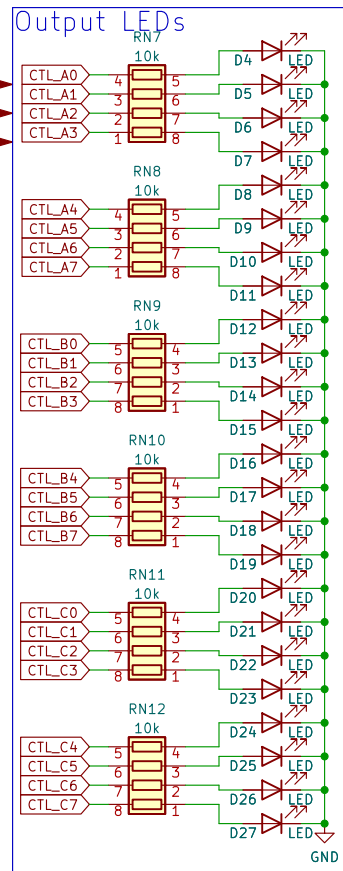 Output LEDs
RN7
10k
CTL_A0 4 5 D4 LED
CTL_A1 3 6 D5 LED
CTL_A2 2 7 D6 LED
CTL_A3 1 8 D7 LED
RN8
10k
CTL_A4 4 5 D8 LED
CTL_A5 3 6 D9 LED
CTL_A6 2 7 D10 LED
CTL_A7 1 8 D11 LED
RN9
10k
CTL_B0 5 4 D12 LED
CTL_B1 6 3 D13 LED
CTL_B2 7 2 D14 LED
CTL_B3 8 1 D15 LED
RN10
10k
CTL_B4 5 4 D16 LED
CTL_B5 6 3 D17 LED
CTL_B6 7 2 D18 LED
CTL_B7 8 1 D19 LED
RN11
10k
CTL_C0 5 4 D20 LED
CTL_C1 6 3 D21 LED
CTL_C2 7 2 D22 LED
CTL_C3 8 1 D23 LED
RN12
10k
CTL_C4 5 4 D24 LED
CTL_C5 6 3 D25 LED
CTL_C6 7 2 D26 LED
CTL_C7 8 1 D27 LED
GND